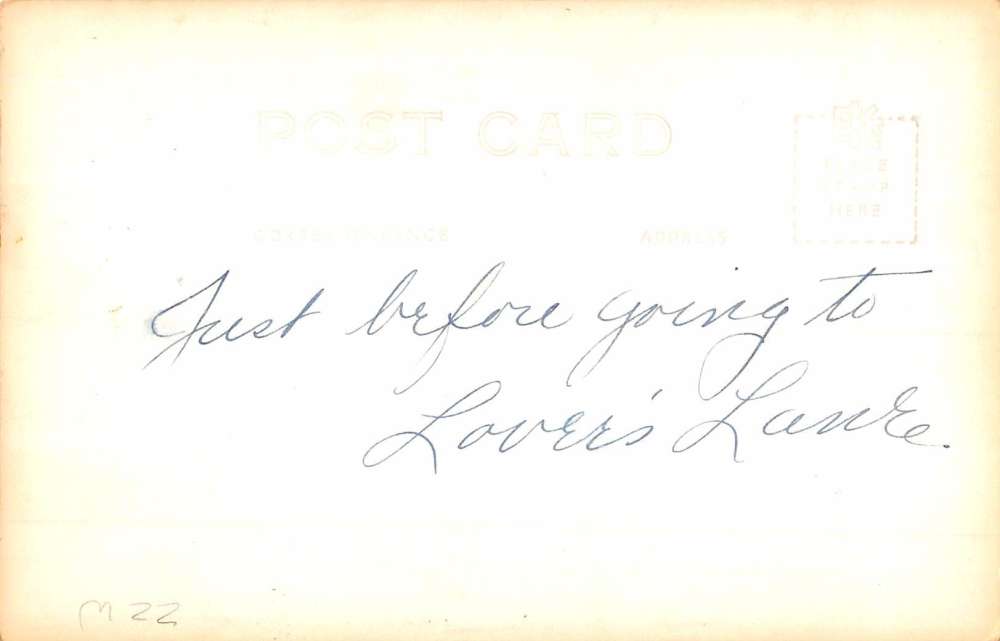 POST CARD
PLACE
STAMP
HERE
CORRESPONDENCE
ADDRESS
Just before going to
Lover's Lane.
M22